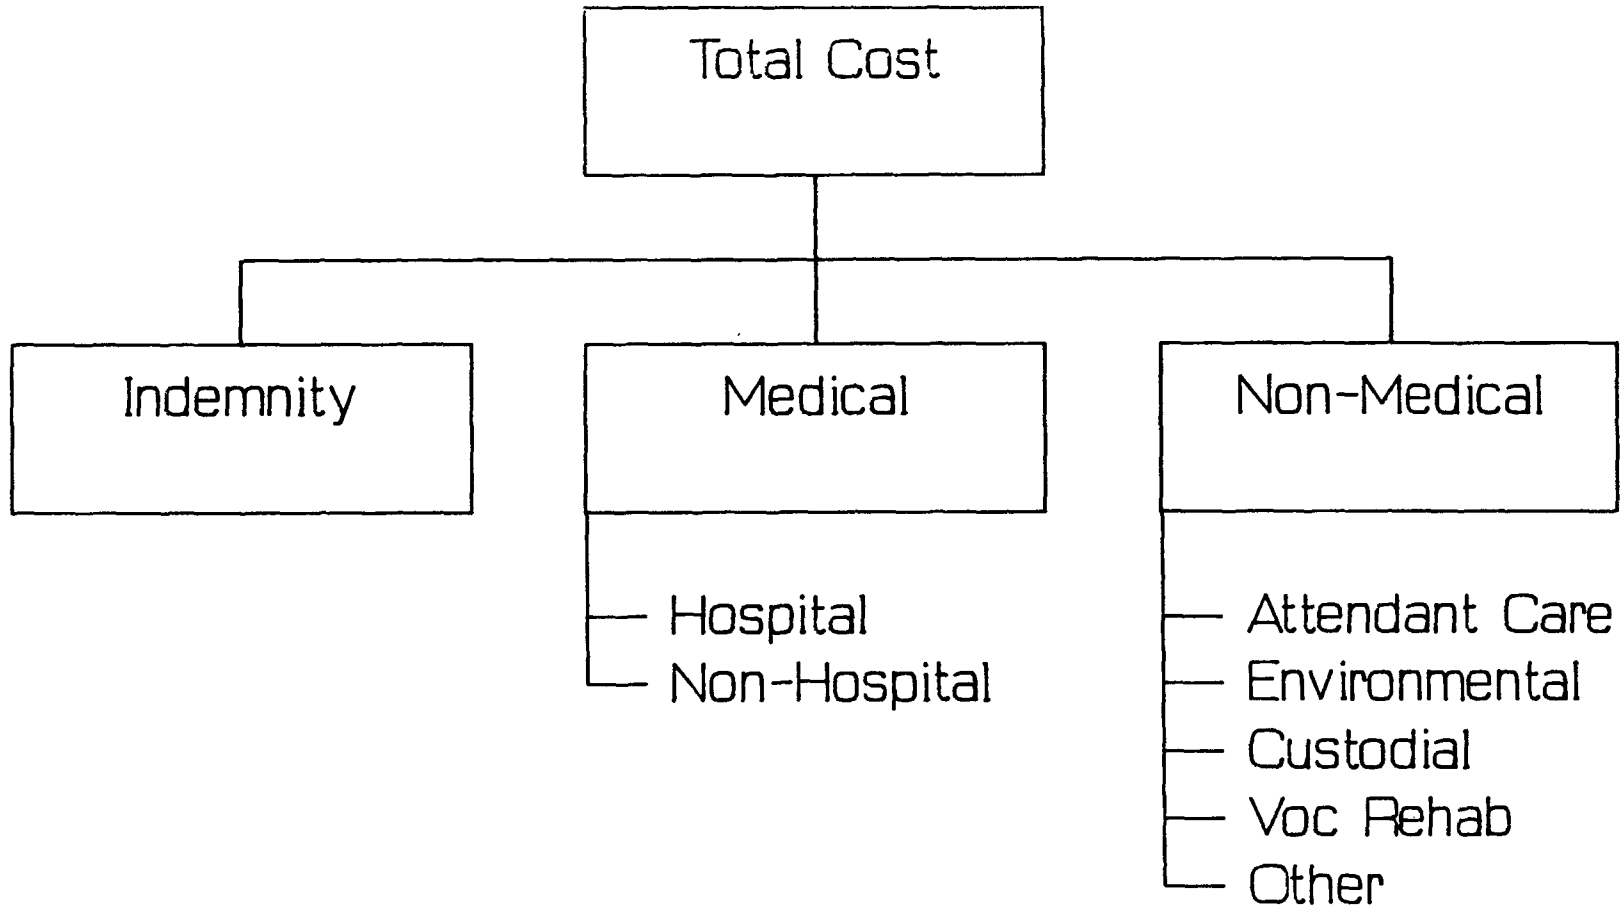 Total Cost
Indemnity
Medical
Non-Medical
Hospital
Non-Hospital
Attendant Care
Environmental
Custodial
Voc Rehab
Other